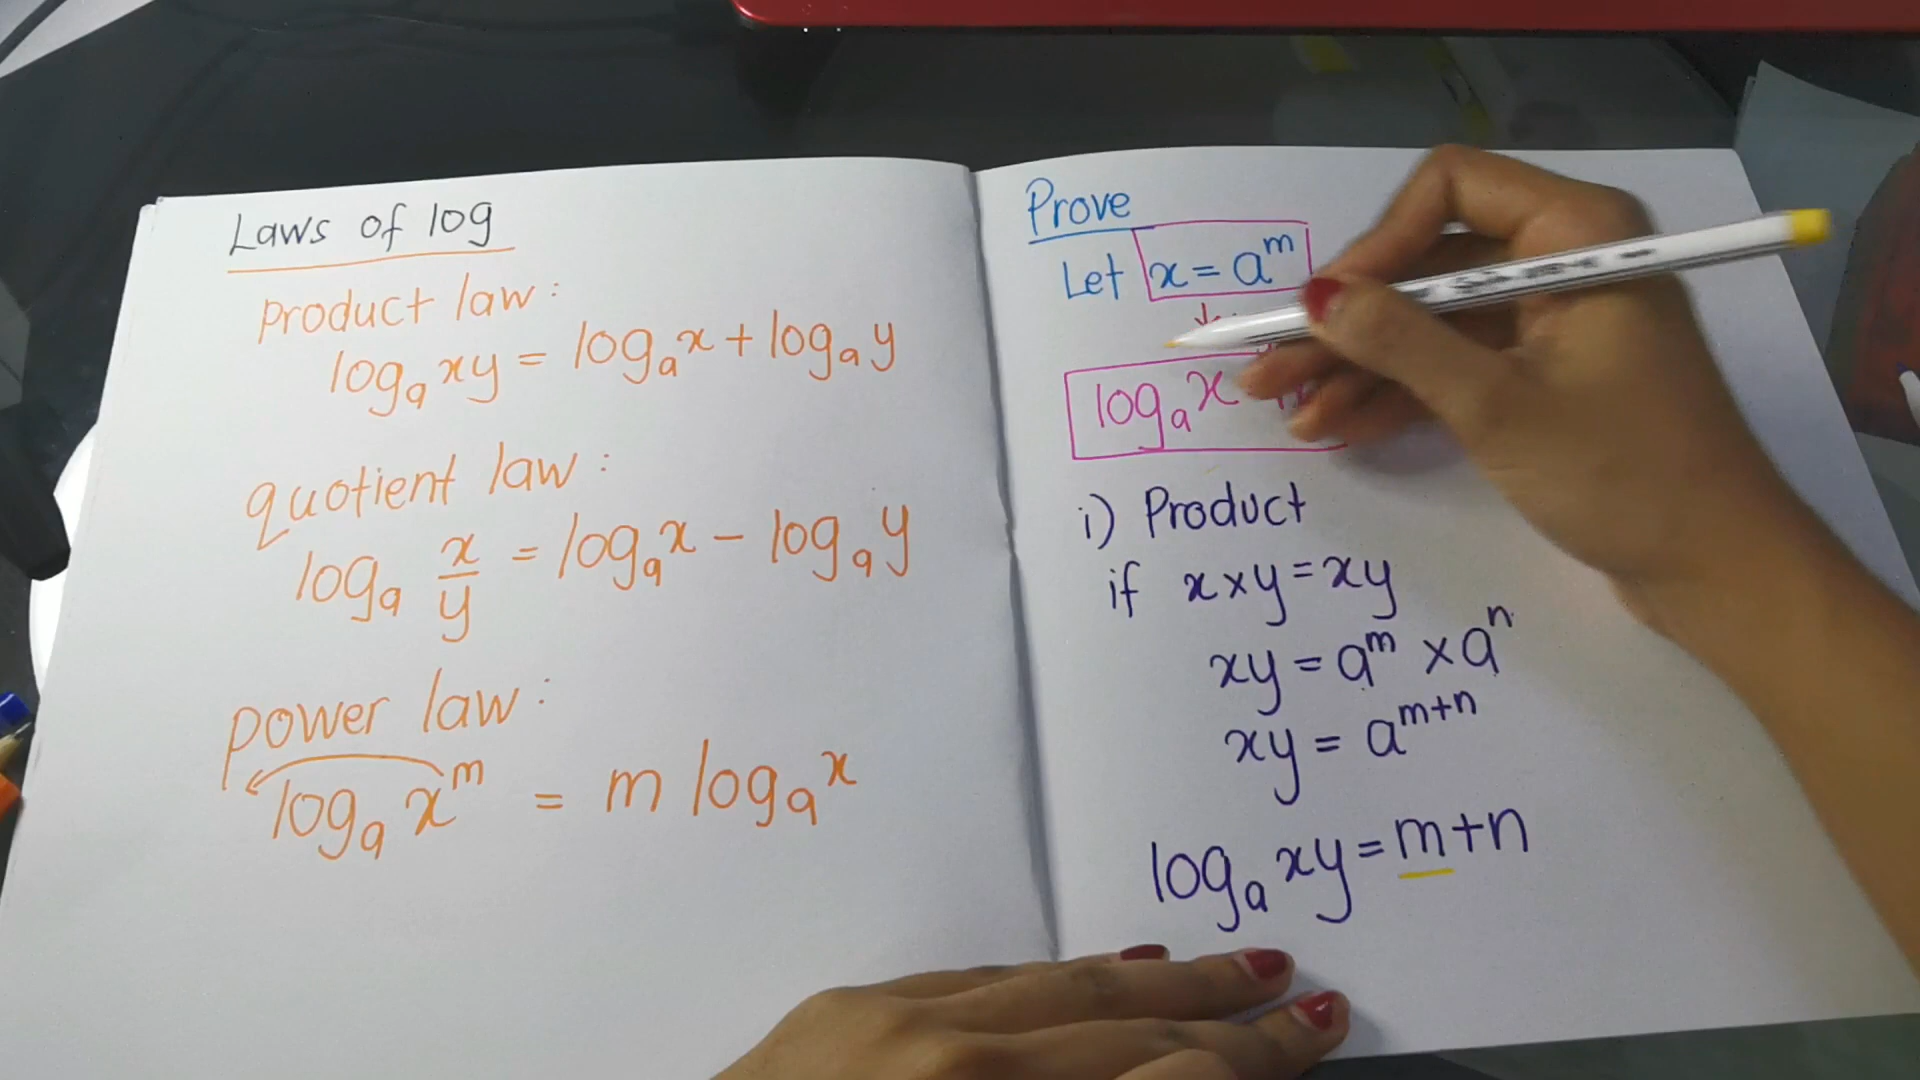 Laws of log
product law:
logₐ xy = logₐ x + logₐ y
quotient law:
logₐ x/y = logₐ x - logₐ y
power law:
logₐ xᵐ = m logₐ x
Prove
Let x = aᵐ
logₐ x
i) Product
if x × y = xy
xy = aᵐ × aⁿ
xy = aᵐ⁺ⁿ
logₐ xy = m+n